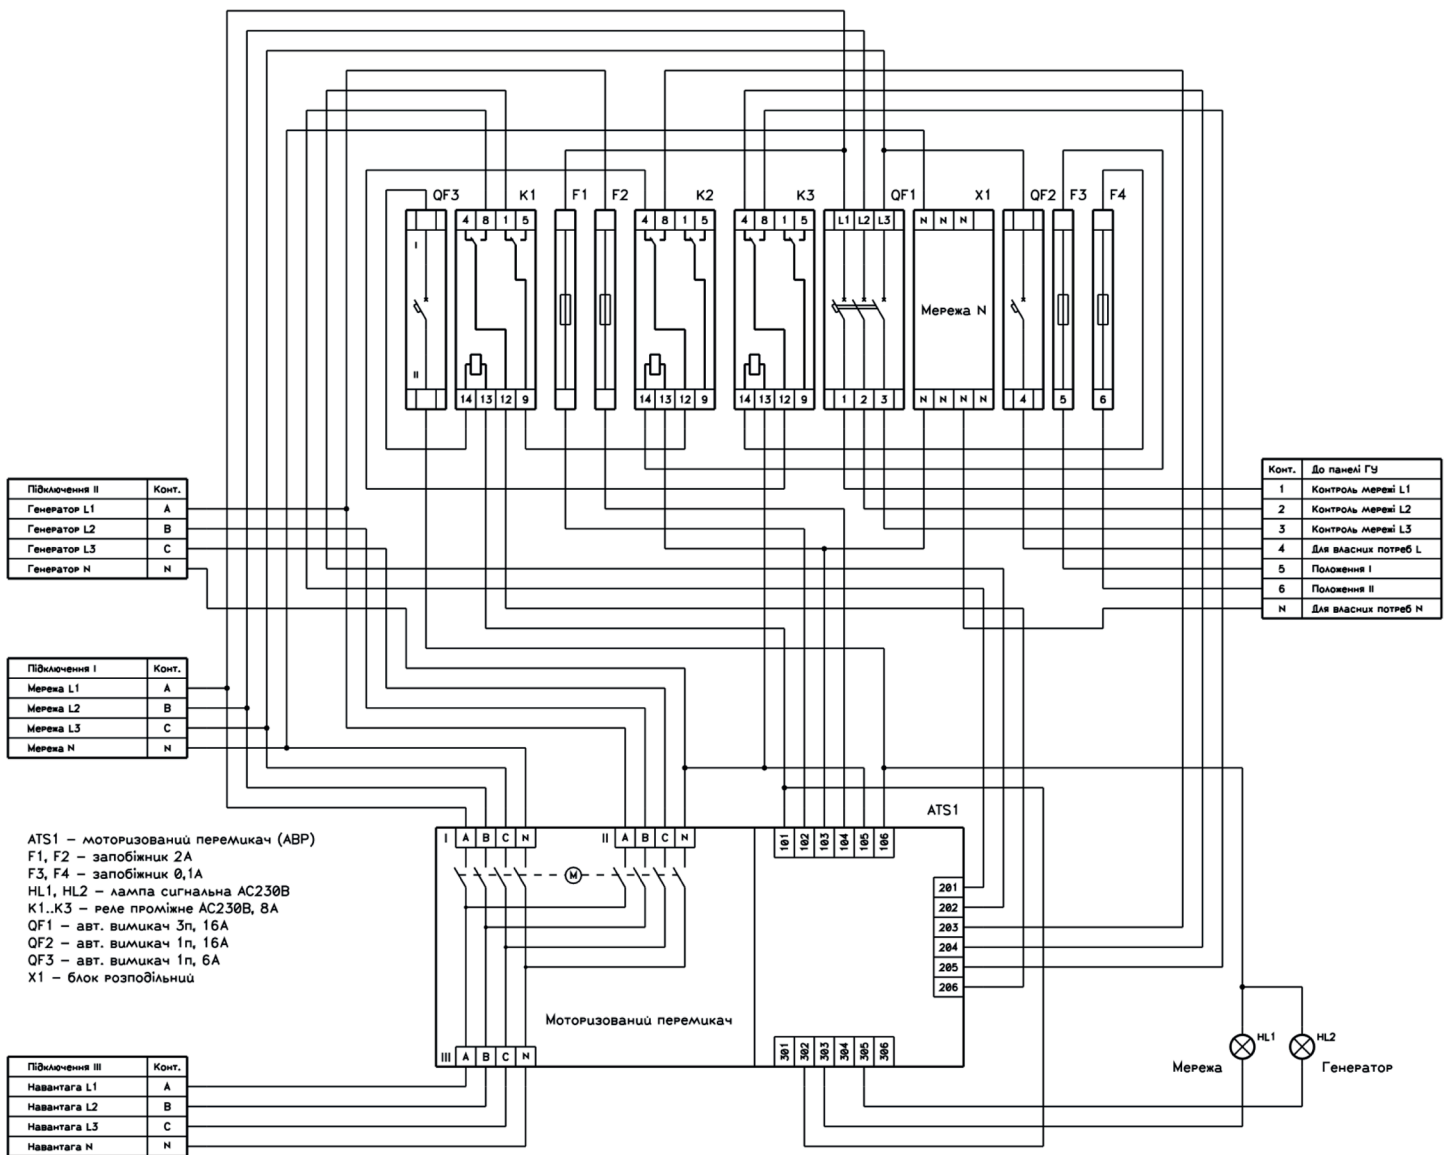 QF3 K1 F1 F2 K2 K3 QF1 X1 QF2 F3 F4
4 8 1 5 4 8 1 5 4 8 1 5 L1 L2 L3 N N N
I
Мережа N
II
14 13 12 9 14 13 12 9 14 13 12 9 1 2 3 N N N N 4 5 6
Конт. До панелі ГУ
1 Контроль мережі L1
2 Контроль мережі L2
3 Контроль мережі L3
4 Для власних потреб L
5 Положення I
6 Положення II
N Для власних потреб N
Підключення II Конт.
Генератор L1 A
Генератор L2 B
Генератор L3 C
Генератор N N
Підключення I Конт.
Мережа L1 A
Мережа L2 B
Мережа L3 C
Мережа N N
ATS1 – моторизований перемикач (АВР)
F1, F2 – запобіжник 2А
F3, F4 – запобіжник 0,1А
HL1, HL2 – лампа сигнальна АС230В
K1..K3 – реле проміжне АС230В, 8А
QF1 – авт. вимикач 3п, 16А
QF2 – авт. вимикач 1п, 16А
QF3 – авт. вимикач 1п, 6А
X1 – блок розподільний
ATS1
I A B C N II A B C N 101 102 103 104 105 106
M
201
202
203
204
205
206
Моторизований перемикач
III A B C N 301 302 303 304 305 306
HL1 HL2
Мережа Генератор
Підключення III Конт.
Навантага L1 A
Навантага L2 B
Навантага L3 C
Навантага N N